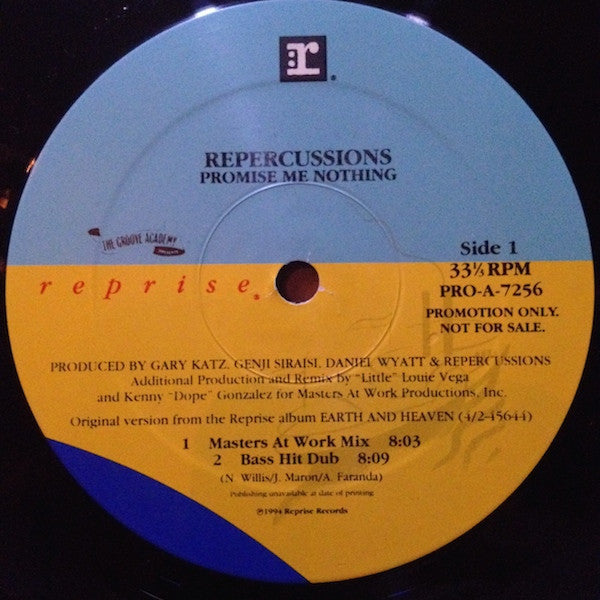 r.
REPERCUSSIONS
PROMISE ME NOTHING
THE GROOVE ACADEMY
PRESENTS
Side 1
reprise.
33⅓ RPM
PRO-A-7256
PROMOTION ONLY.
NOT FOR SALE.
PRODUCED BY GARY KATZ, GENJI SIRAISI, DANIEL WYATT & REPERCUSSIONS
Additional Production and Remix by "Little" Louie Vega
and Kenny "Dope" Gonzalez for Masters At Work Productions, Inc.
Original version from the Reprise album EARTH AND HEAVEN (4/2-45644)
1 Masters At Work Mix 8:03
2 Bass Hit Dub 8:09
(N. Willis/J. Maron/A. Faranda)
Publishing unavailable at date of printing
℗1994 Reprise Records